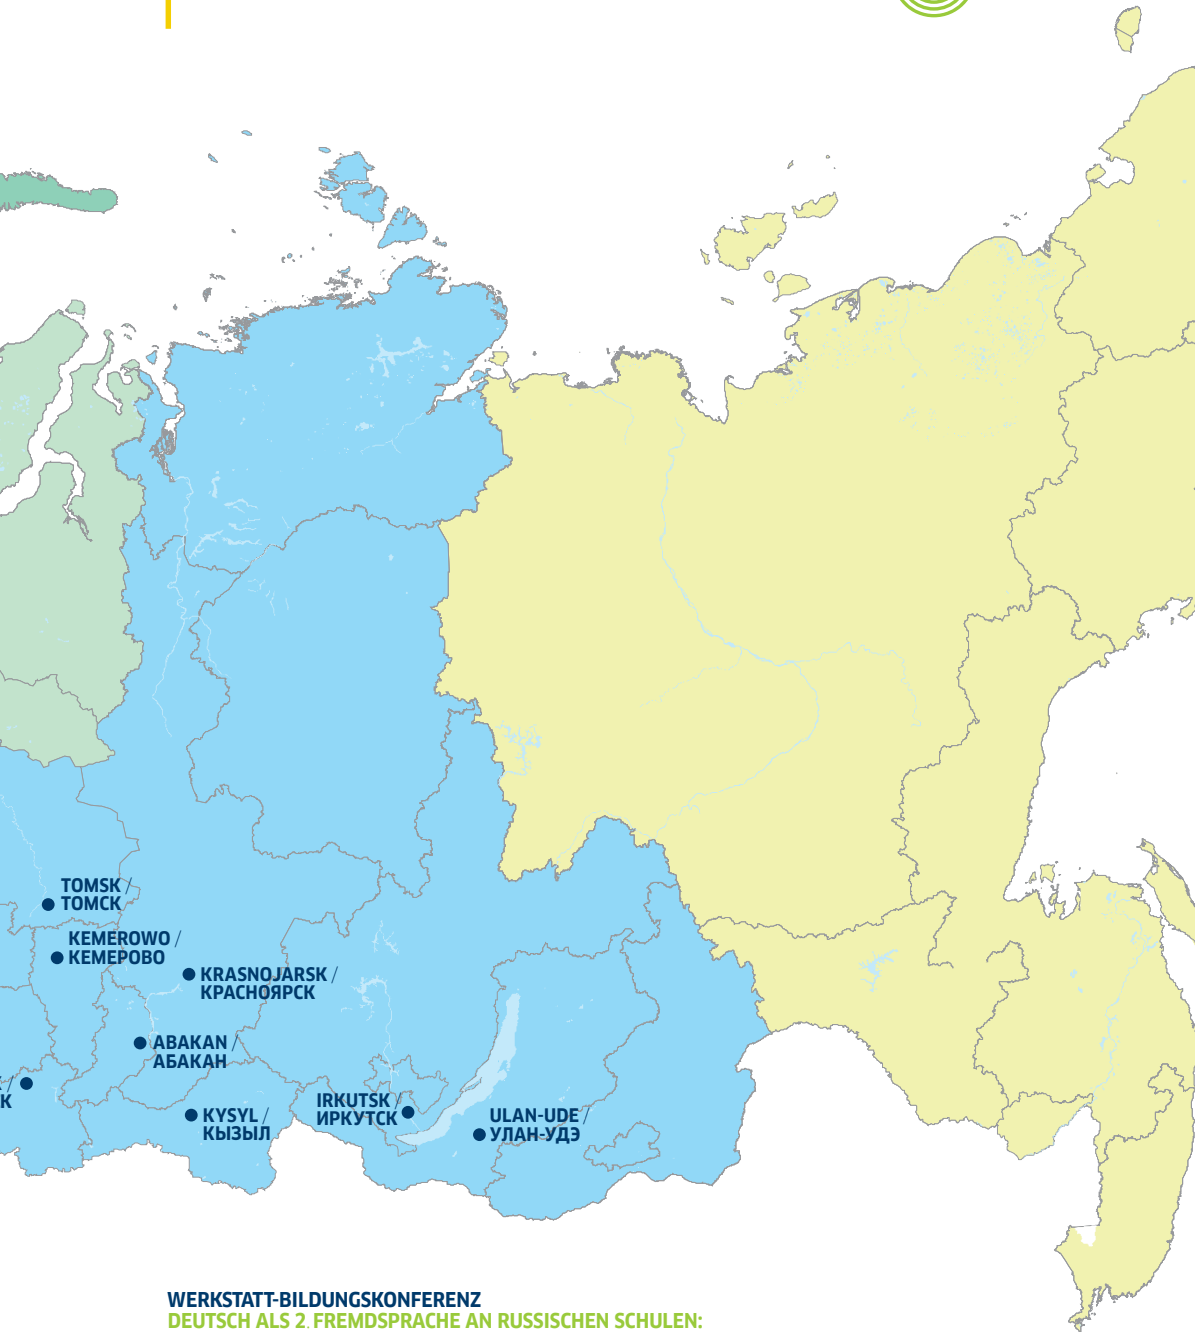 TOMSK /
ТОМСК
KEMEROWO /
КЕМЕРОВО
KRASNOJARSK /
КРАСНОЯРСК
ABAKAN /
АБАКАН
/
К
KYSYL /
КЫЗЫЛ
IRKUTSK /
ИРКУТСК
ULAN-UDE /
УЛАН-УДЭ
WERKSTATT-BILDUNGSKONFERENZ
DEUTSCH ALS 2. FREMDSPRACHE AN RUSSISCHEN SCHULEN: